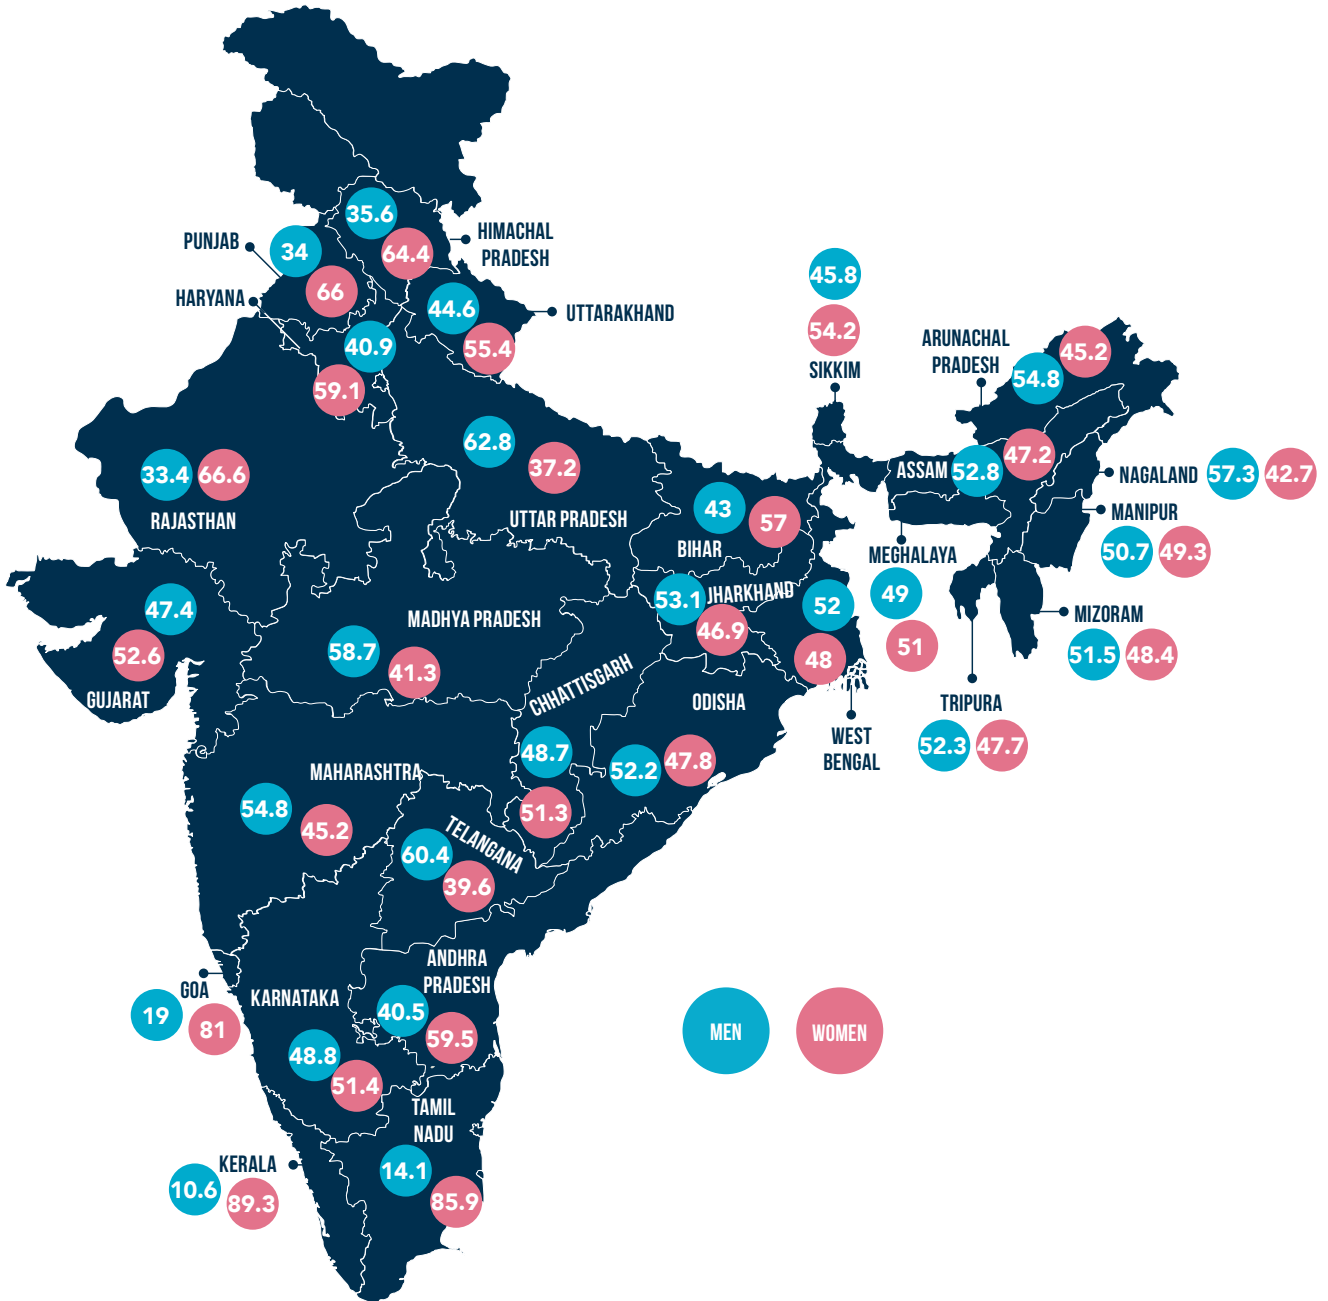 35.6
HIMACHAL
PRADESH
64.4
PUNJAB
34
66
HARYANA
40.9
59.1
44.6
UTTARAKHAND
55.4
45.8
54.2
SIKKIM
ARUNACHAL
PRADESH
45.2
54.8
33.4 66.6
RAJASTHAN
62.8
37.2
UTTAR PRADESH
43
57
BIHAR
ASSAM 52.8
47.2
NAGALAND 57.3 42.7
MANIPUR
50.7 49.3
MEGHALAYA
49
51
MIZORAM
51.5 48.4
TRIPURA
52.3 47.7
47.4
52.6
GUJARAT
MADHYA PRADESH
58.7
41.3
53.1 JHARKHAND
46.9
52
48
WEST
BENGAL
CHHATTISGARH
48.7
51.3
ODISHA
52.2
47.8
MAHARASHTRA
54.8
45.2
TELANGANA
60.4
39.6
GOA
19
81
KARNATAKA
48.8
51.4
ANDHRA
PRADESH
40.5
59.5
MEN
WOMEN
TAMIL
NADU
14.1
85.9
KERALA
10.6
89.3